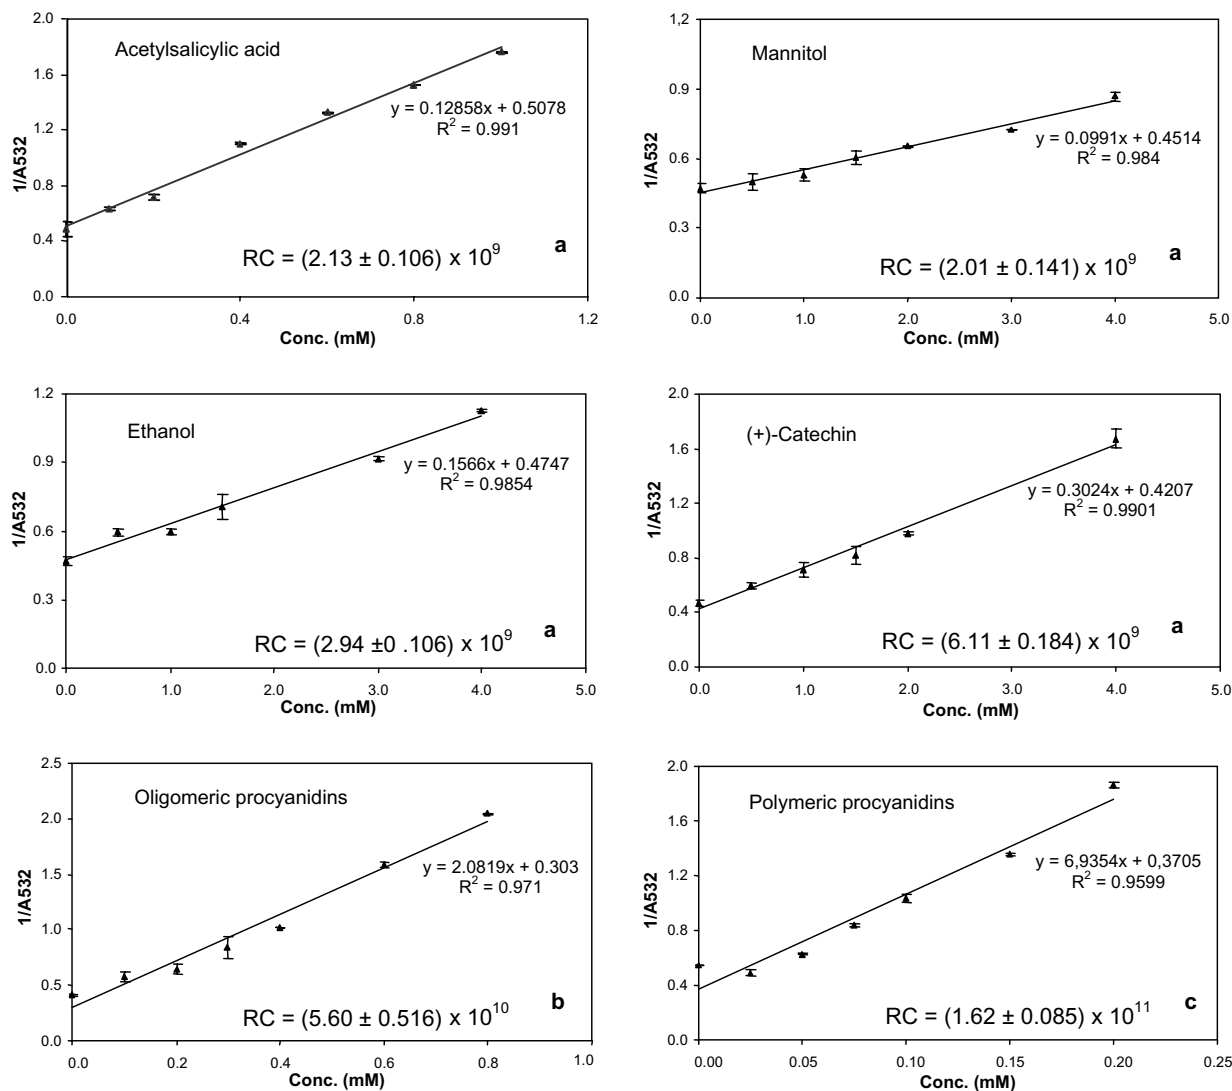 Acetylsalicylic acid
2.0
1.6
1.2
0.8
0.4
0.0
1/A532
y = 0.12858x + 0.5078
R² = 0.991
RC = (2.13 ± 0.106) x 10⁹
a
0.0 0.4 0.8 1.2
Conc. (mM)
Mannitol
1,2
0.9
0.6
0.3
0.0
1/A532
y = 0.0991x + 0.4514
R² = 0.984
RC = (2.01 ± 0.141) x 10⁹
a
0.0 1.0 2.0 3.0 4.0 5.0
Conc. (mM)
Ethanol
1.2
0.9
0.6
0.3
0.0
1/A532
y = 0.1566x + 0.4747
R² = 0.9854
RC = (2.94 ±0 .106) x 10⁹
a
0.0 1.0 2.0 3.0 4.0 5.0
Conc. (mM)
(+)-Catechin
2.0
1.6
1.2
0.8
0.4
0.0
1/A532
y = 0.3024x + 0.4207
R² = 0.9901
RC = (6.11 ± 0.184) x 10⁹
a
0.0 1.0 2.0 3.0 4.0 5.0
Conc. (mM)
Oligomeric procyanidins
2.5
2.0
1.5
1.0
0.5
0.0
1/A532
y = 2.0819x + 0.303
R² = 0.971
RC = (5.60 ± 0.516) x 10¹⁰
b
0.0 0.2 0.4 0.6 0.8 1.0
Conc. (mM)
Polymeric procyanidins
2.0
1.6
1.2
0.8
0.4
0.0
1/A532
y = 6,9354x + 0,3705
R² = 0.9599
RC = (1.62 ± 0.085) x 10¹¹
c
0.00 0.05 0.10 0.15 0.20 0.25
Conc. (mM)